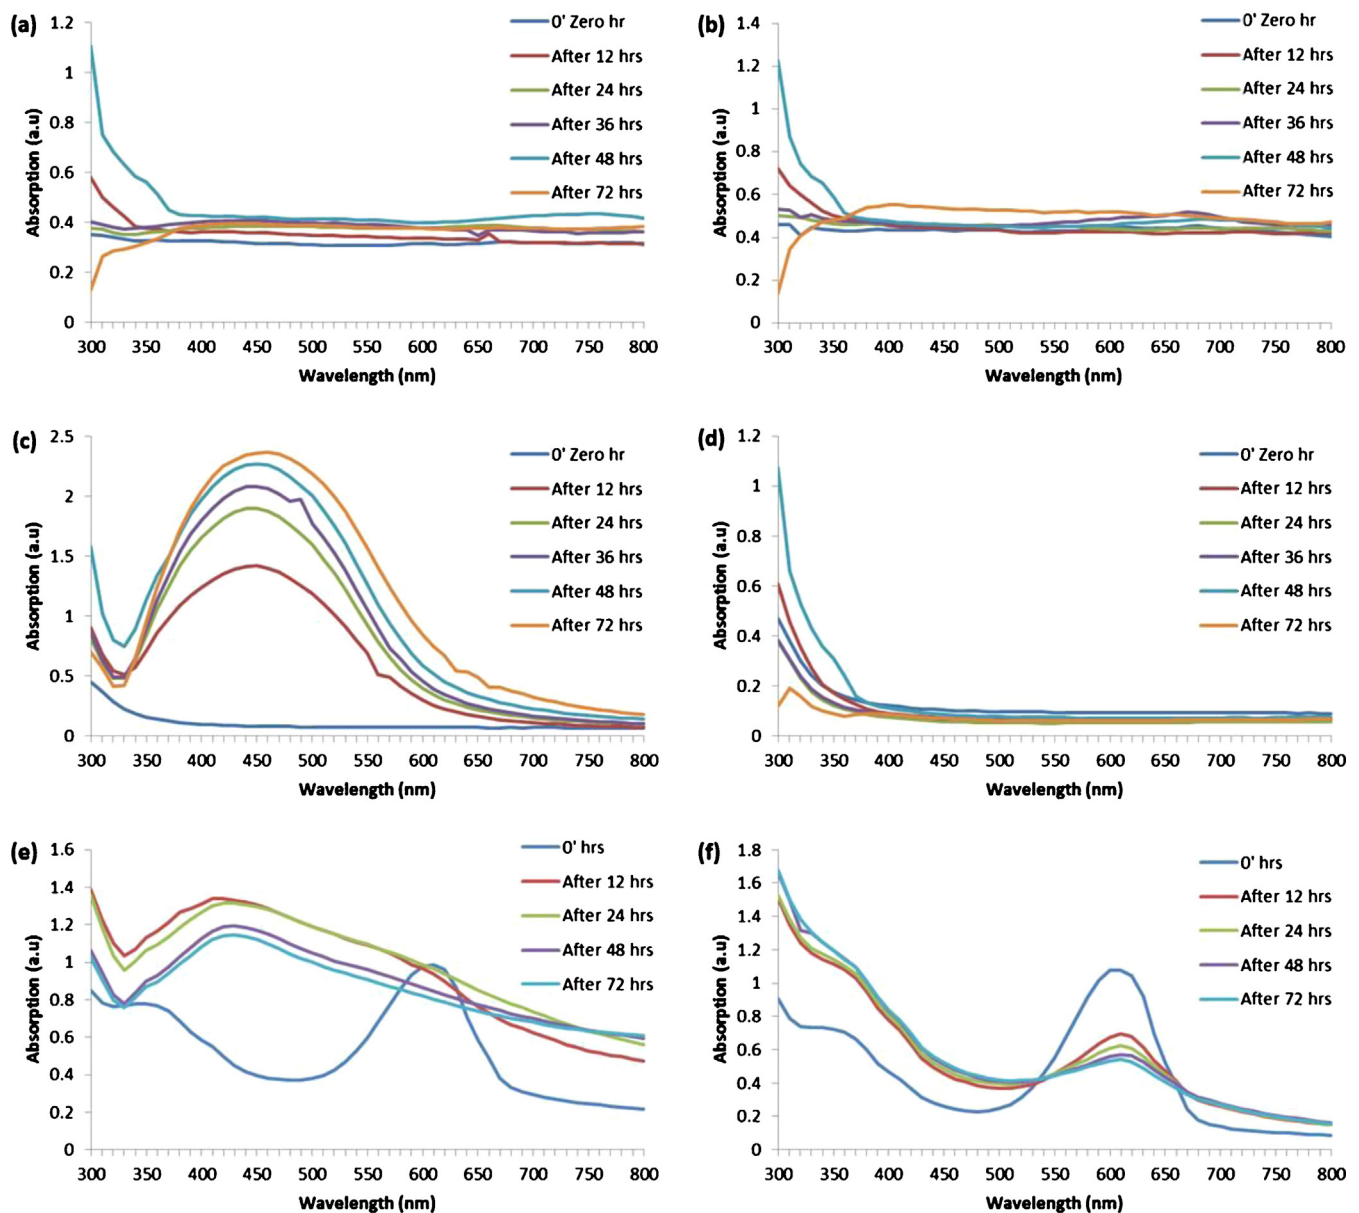 (a)
1.2
1
0.8
0.6
0.4
0.2
0
Absorption (a.u)
300 350 400 450 500 550 600 650 700 750 800
Wavelength (nm)
0' Zero hr
After 12 hrs
After 24 hrs
After 36 hrs
After 48 hrs
After 72 hrs
(b)
1.4
1.2
1
0.8
0.6
0.4
0.2
0
Absorption (a.u)
300 350 400 450 500 550 600 650 700 750 800
Wavelength (nm)
0' Zero hr
After 12 hrs
After 24 hrs
After 36 hrs
After 48 hrs
After 72 hrs
(c)
2.5
2
1.5
1
0.5
0
Absorption (a.u)
300 350 400 450 500 550 600 650 700 750 800
Wavelength (nm)
0' Zero hr
After 12 hrs
After 24 hrs
After 36 hrs
After 48 hrs
After 72 hrs
(d)
1.2
1
0.8
0.6
0.4
0.2
0
Absorption (a.u)
300 350 400 450 500 550 600 650 700 750 800
Wavelength (nm)
0' Zero hr
After 12 hrs
After 24 hrs
After 36 hrs
After 48 hrs
After 72 hrs
(e)
1.6
1.4
1.2
1
0.8
0.6
0.4
0.2
0
Absorption (a.u)
300 350 400 450 500 550 600 650 700 750 800
Wavelength (nm)
0' hrs
After 12 hrs
After 24 hrs
After 48 hrs
After 72 hrs
(f)
1.8
1.6
1.4
1.2
1
0.8
0.6
0.4
0.2
0
Absorption (a.u)
300 350 400 450 500 550 600 650 700 750 800
Wavelength (nm)
0' hrs
After 12 hrs
After 24 hrs
After 48 hrs
After 72 hrs